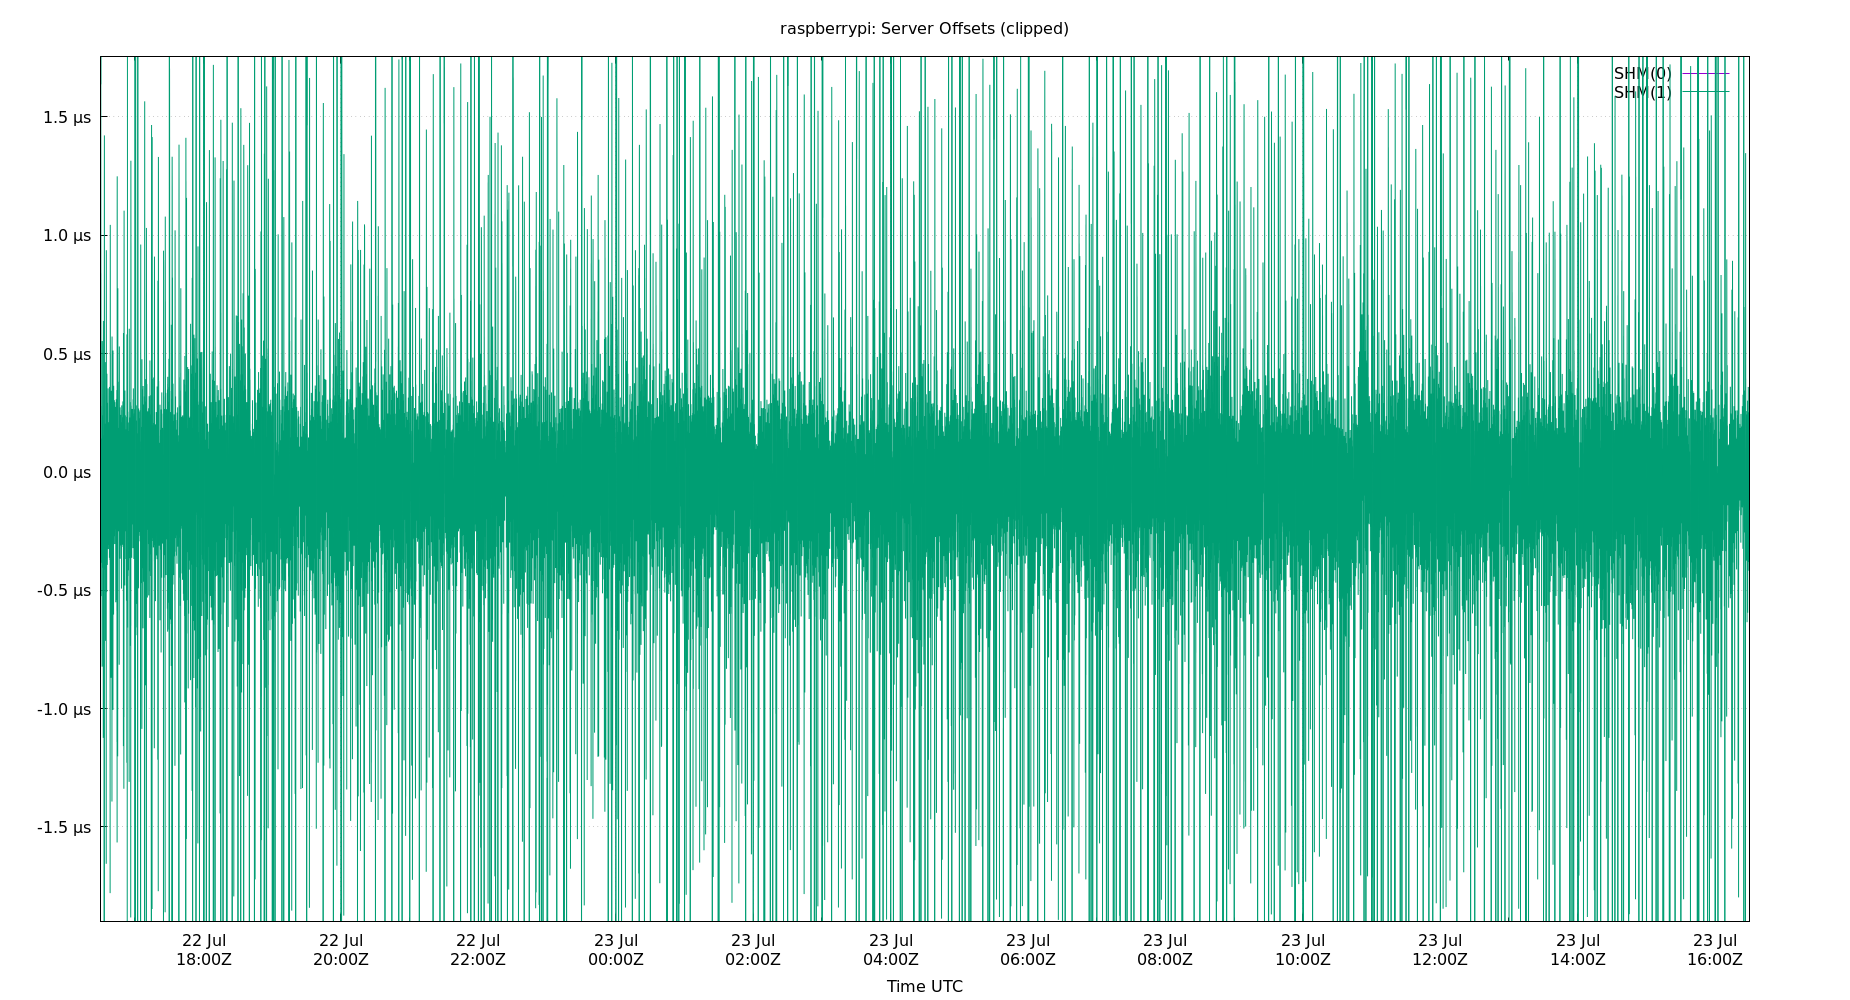 raspberrypi: Server Offsets (clipped)
SHM(0)
SHM(1)
1.5 μs
1.0 μs
0.5 μs
0.0 μs
-0.5 μs
-1.0 μs
-1.5 μs
22 Jul 22 Jul 22 Jul 23 Jul 23 Jul 23 Jul 23 Jul 23 Jul 23 Jul 23 Jul 23 Jul 23 Jul
18:00Z 20:00Z 22:00Z 00:00Z 02:00Z 04:00Z 06:00Z 08:00Z 10:00Z 12:00Z 14:00Z 16:00Z
Time UTC